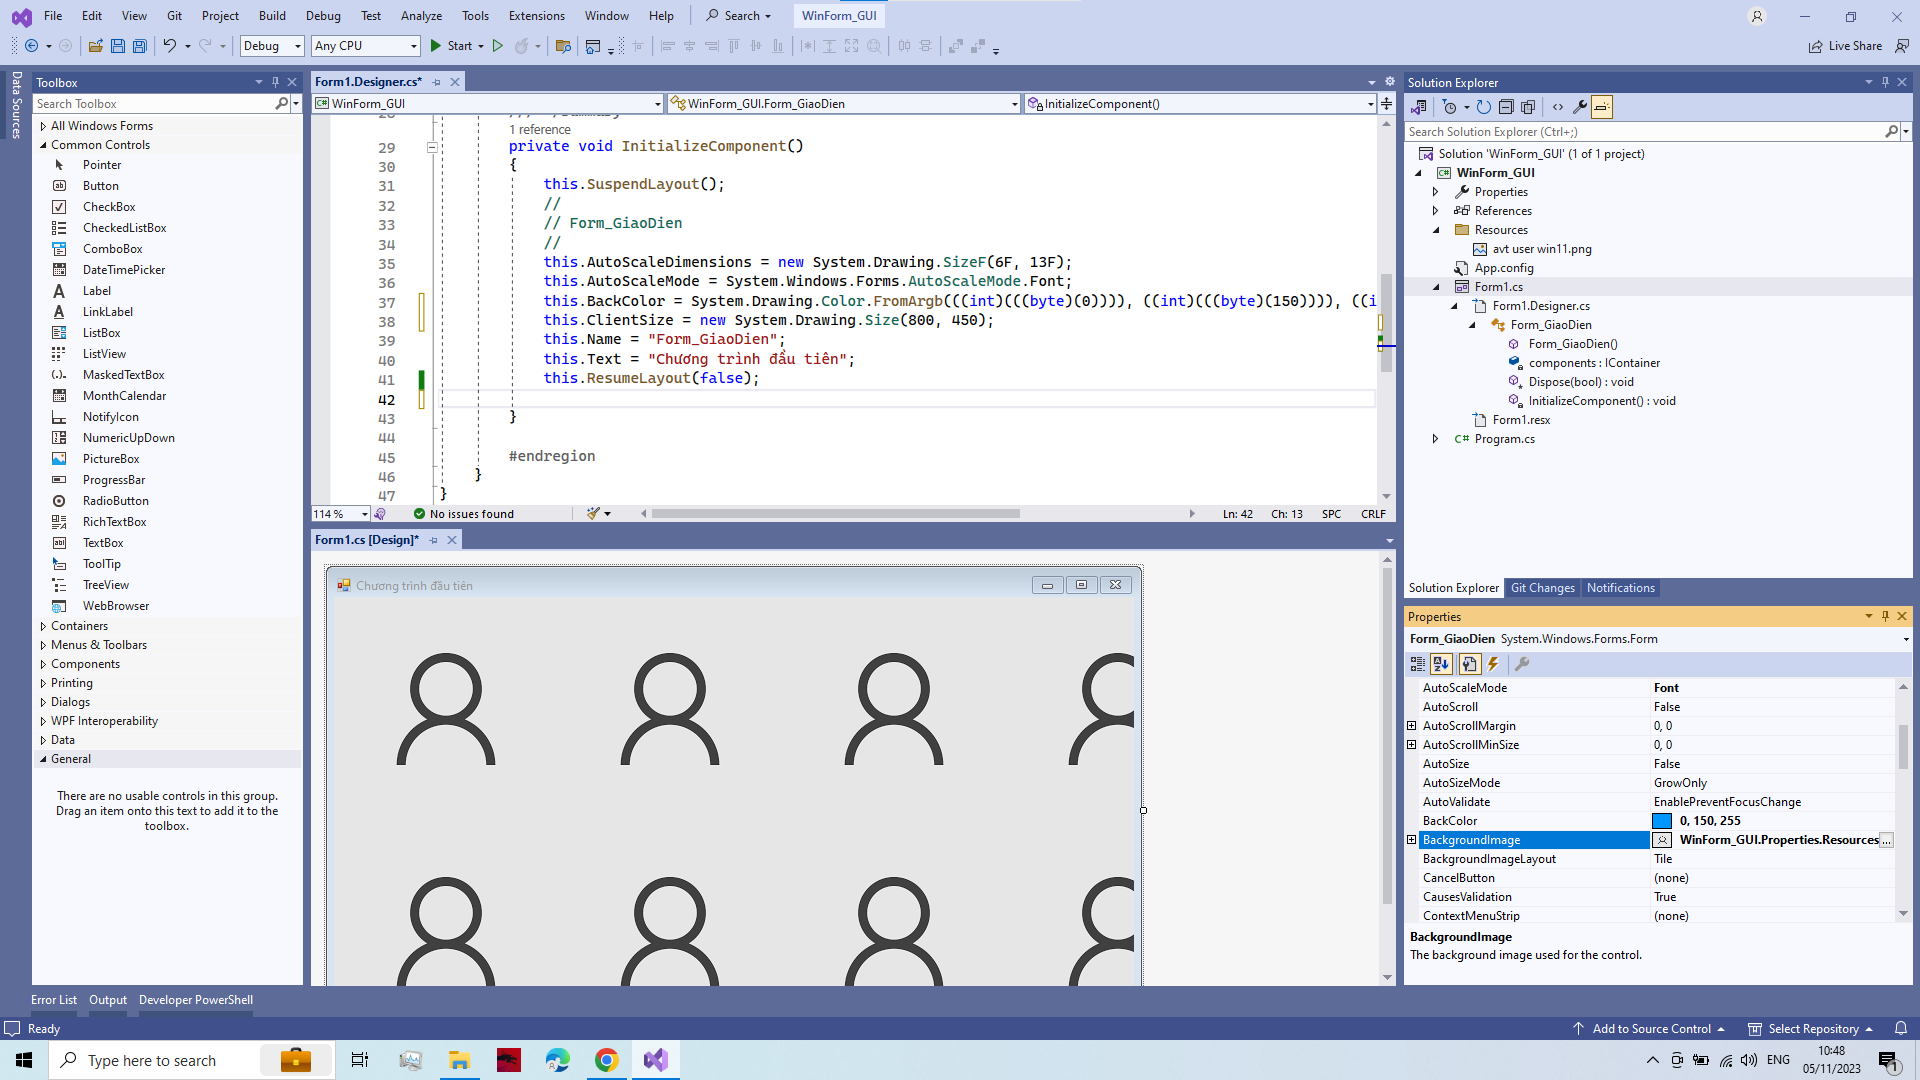 File Edit View Git Project Build Debug Test Analyze Tools Extensions Window Help Search WinForm_GUI
Debug Any CPU Start Live Share
Data Sources
Toolbox
Search Toolbox
All Windows Forms
Common Controls
Pointer
Button
CheckBox
CheckedListBox
ComboBox
DateTimePicker
Label
LinkLabel
ListBox
ListView
MaskedTextBox
MonthCalendar
NotifyIcon
NumericUpDown
PictureBox
ProgressBar
RadioButton
RichTextBox
TextBox
ToolTip
TreeView
WebBrowser
Containers
Menus & Toolbars
Components
Printing
Dialogs
WPF Interoperability
Data
General
There are no usable controls in this group.
Drag an item onto this text to add it to the
toolbox.
Form1.Designer.cs*
WinForm_GUI WinForm_GUI.Form_GiaoDien InitializeComponent()
1 reference
29 private void InitializeComponent()
30 {
31 this.SuspendLayout();
32 //
33 // Form_GiaoDien
34 //
35 this.AutoScaleDimensions = new System.Drawing.SizeF(6F, 13F);
36 this.AutoScaleMode = System.Windows.Forms.AutoScaleMode.Font;
37 this.BackColor = System.Drawing.Color.FromArgb(((int)(((byte)(0)))), ((int)(((byte)(150)))), ((i
38 this.ClientSize = new System.Drawing.Size(800, 450);
39 this.Name = "Form_GiaoDien";
40 this.Text = "Chương trình đầu tiên";
41 this.ResumeLayout(false);
42
43 }
44
45 #endregion
46 }
47 }
114 % No issues found Ln: 42 Ch: 13 SPC CRLF
Form1.cs [Design]*
Chương trình đầu tiên
Solution Explorer
Search Solution Explorer (Ctrl+;)
Solution 'WinForm_GUI' (1 of 1 project)
WinForm_GUI
Properties
References
Resources
avt user win11.png
App.config
Form1.cs
Form1.Designer.cs
Form_GiaoDien
Form_GiaoDien()
components : IContainer
Dispose(bool) : void
InitializeComponent() : void
Form1.resx
C# Program.cs
Solution Explorer Git Changes Notifications
Properties
Form_GiaoDien System.Windows.Forms.Form
AutoScaleMode Font
AutoScroll False
AutoScrollMargin 0, 0
AutoScrollMinSize 0, 0
AutoSize False
AutoSizeMode GrowOnly
AutoValidate EnablePreventFocusChange
BackColor 0, 150, 255
BackgroundImage WinForm_GUI.Properties.Resources ...
BackgroundImageLayout Tile
CancelButton (none)
CausesValidation True
ContextMenuStrip (none)
BackgroundImage
The background image used for the control.
Error List Output Developer PowerShell
Ready Add to Source Control Select Repository
Type here to search ENG 10:48
05/11/2023
1